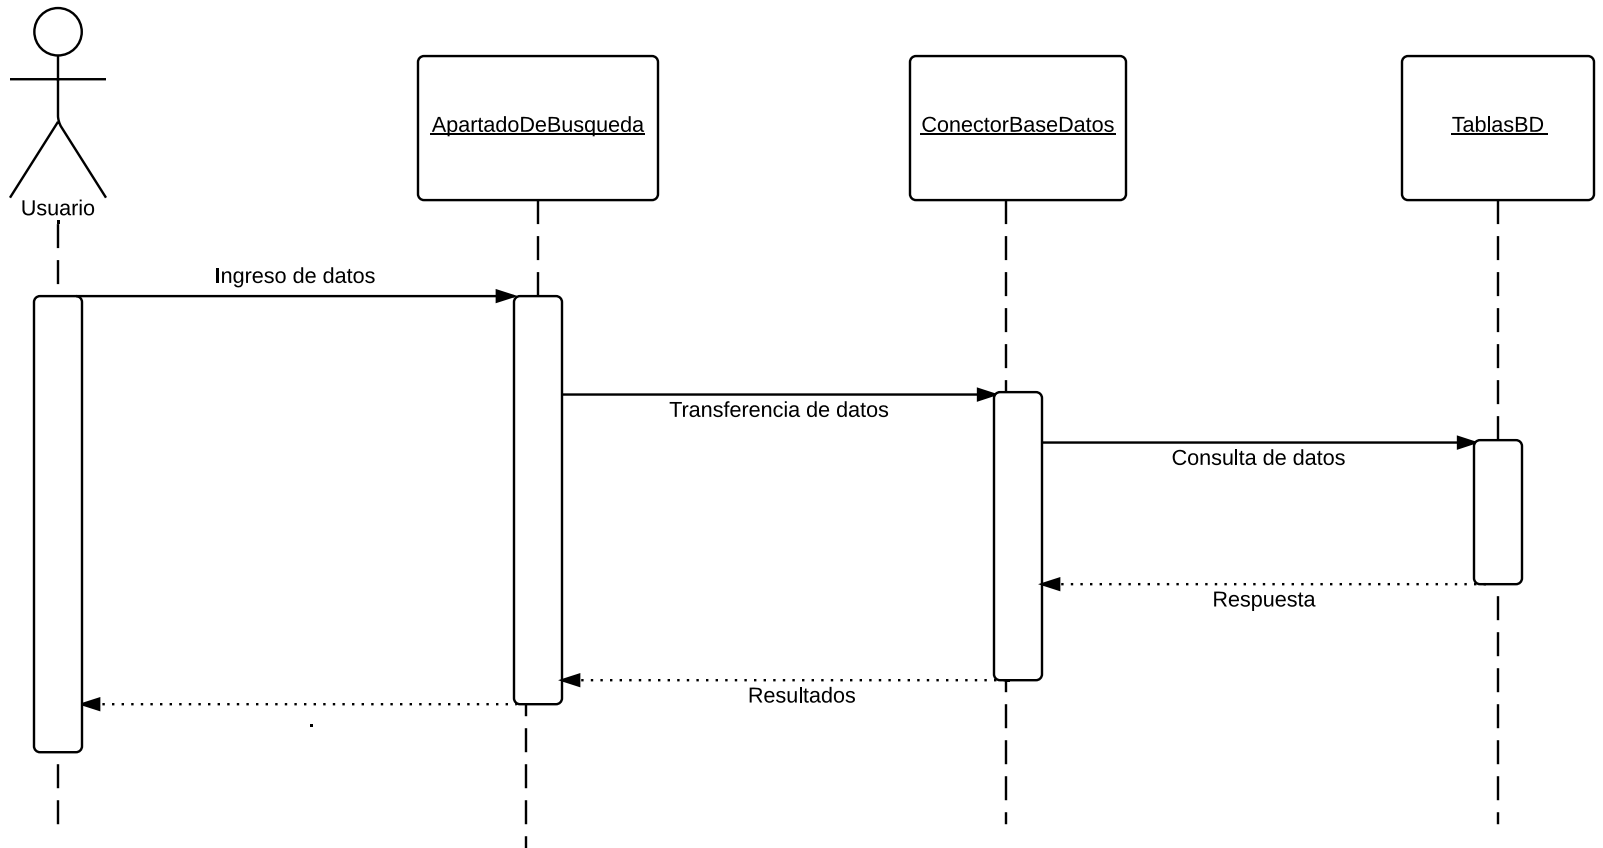 ApartadoDeBusqueda
ConectorBaseDatos
TablasBD
Usuario
Ingreso de datos
Transferencia de datos
Consulta de datos
Respuesta
Resultados
.